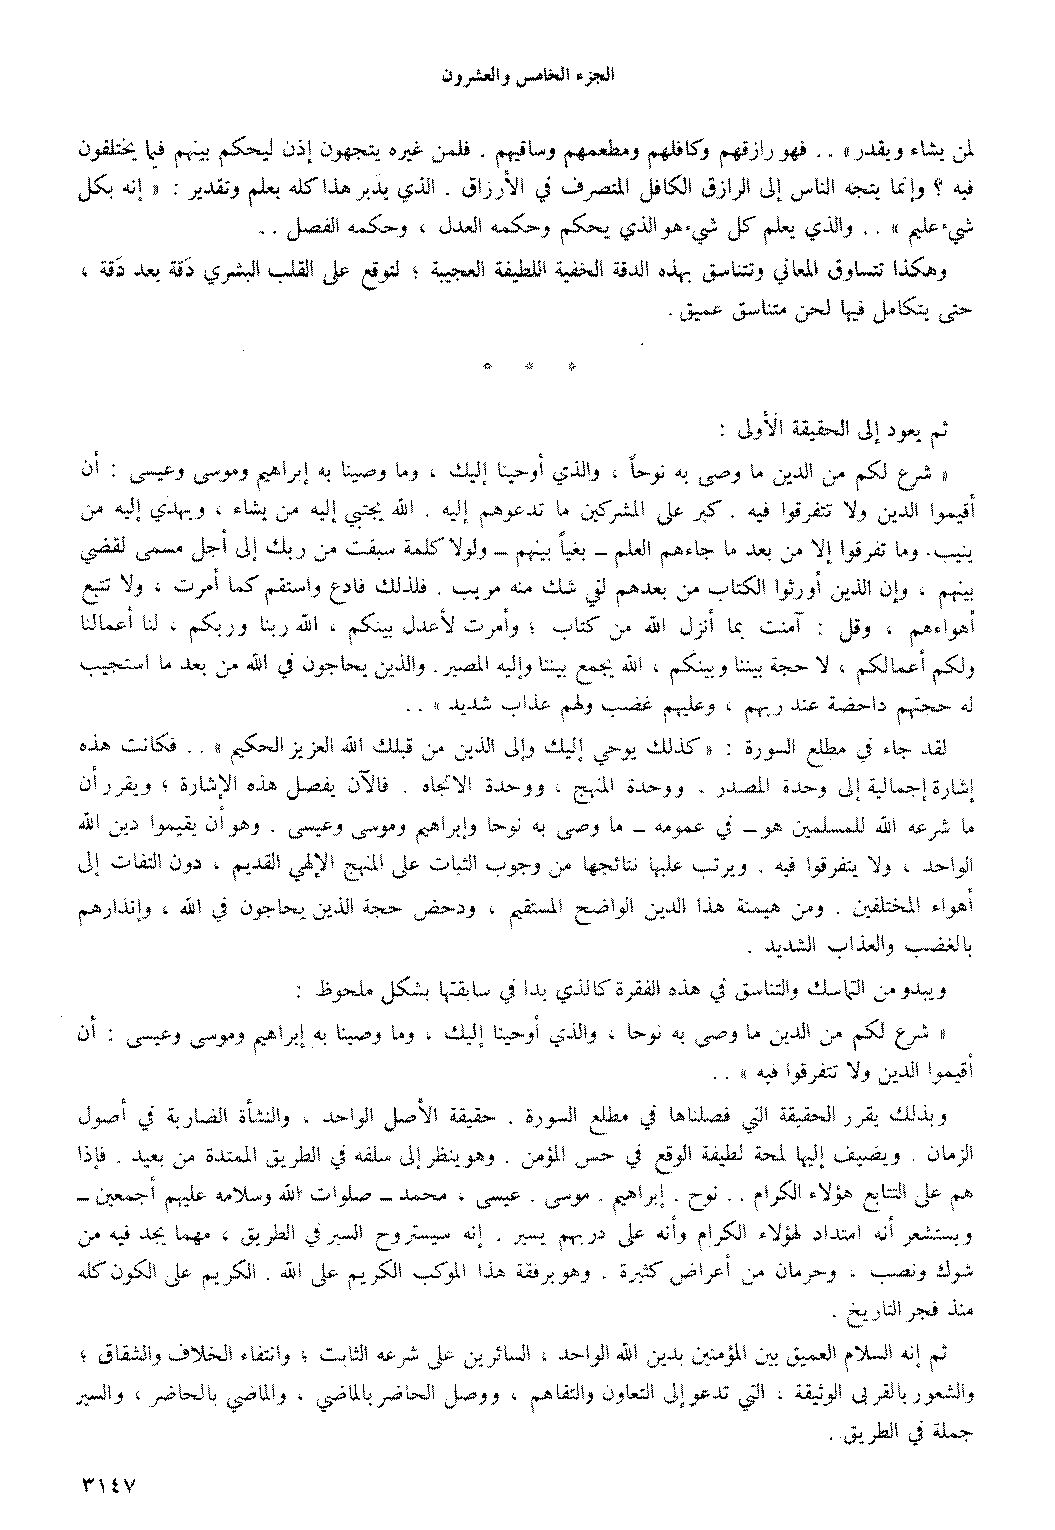 الجزء الخامس والعشرون
لمن يشاء ويقدر» . . فهو رازقهم وكافلهم ومطعمهم وساقيهم . فلمن غيره يتجهون إذن ليحكم بينهم فيما يختلفون
فيه ؟ وإنما يتجه الناس إلى الرازق الكافل المتصرف في الأرزاق . الذي يدبر هذا كله بعلم وتقدير : « إنه بكل
شيء عليم » . . والذي يعلم كل شيء هو الذي يحكم وحكمه العدل ، وحكمه الفصل . .
وهكذا تتساوق المعاني وتتناسق بهذه الدقة الخفية اللطيفة العجيبة ؛ لتوقع على القلب البشري دَقة بعد دَقة ،
حتى يتكامل فيها لحن متناسق عميق .
* * *
ثم يعود إلى الحقيقة الأولى :
« شرع لكم من الدين ما وصى به نوحاً ، والذي أوحينا إليك ، وما وصينا به إبراهيم وموسى وعيسى : أن
أقيموا الدين ولا تتفرقوا فيه . كبر على المشركين ما تدعوهم إليه . الله يجتبي إليه من يشاء ، ويهدي إليه من
ينيب. وما تفرقوا إلا من بعد ما جاءهم العلم – بغياً بينهم – ولولا كلمة سبقت من ربك إلى أجل مسمى لقضي
بينهم ، وإن الذين أورثوا الكتاب من بعدهم لفي شك منه مريب . فلذلك فادع واستقم كما أمرت ، ولا تتبع
أهواءهم ، وقل : آمنت بما أنزل الله من كتاب ؛ وأمرت لأعدل بينكم ، الله ربنا وربكم ، لنا أعمالنا
ولكم أعمالكم ، لا حجة بيننا وبينكم ، الله يجمع بيننا وإليه المصير. والذين يحاجون في الله من بعد ما استجيب
له حجتهم داحضة عند ربهم ، وعليهم غضب ولهم عذاب شديد » . .
لقد جاء في مطلع السورة : « كذلك يوحي إليك وإلى الذين من قبلك الله العزيز الحكيم » . . فكانت هذه
إشارة إجمالية إلى وحدة المصدر ، ووحدة المنهج ، ووحدة الاتجاه . فالآن يفصل هذه الإشارة ؛ ويقرر أن
ما شرعه الله للمسلمين هو – في عمومه – ما وصى به نوحا وإبراهيم وموسى وعيسى . وهو أن يقيموا دين الله
الواحد ، ولا يتفرقوا فيه . ويرتب عليها نتائجها من وجوب الثبات على المنهج الإلهي القديم ، دون التفات إلى
أهواء المختلفين . ومن هيمنة هذا الدين الواضح المستقيم ، ودحض حجة الذين يحاجون في الله ، وإنذارهم
بالغضب والعذاب الشديد .
ويبدو من التماسك والتناسق في هذه الفقرة كالذي بدا في سابقتها بشكل ملحوظ :
« شرع لكم من الدين ما وصى به نوحا ، والذي أوحينا إليك ، وما وصينا به إبراهيم وموسى وعيسى : أن
أقيموا الدين ولا تتفرقوا فيه » . .
وبذلك يقرر الحقيقة التي فصلناها في مطلع السورة . حقيقة الأصل الواحد ، والنشأة الضاربة في أصول
الزمان . ويضيف إليها لمحة لطيفة الوقع في حس المؤمن . وهو ينظر إلى سلفه في الطريق الممتدة من بعيد . فإذا
هم على التتابع هؤلاء الكرام . . نوح . إبراهيم . موسى . عيسى ، محمد – صلوات الله وسلامه عليهم أجمعين –
ويستشعر أنه امتداد لهؤلاء الكرام وأنه على دربهم يسير . إنه سيستروح السير في الطريق ، مهما يجد فيه من
شوك ونصب ، وحرمان من أعراض كثيرة . وهو برفقة هذا الموكب الكريم على الله . الكريم على الكون كله
منذ فجر التاريخ .
ثم إنه السلام العميق بين المؤمنين بدين الله الواحد ، السائرين على شرعه الثابت ؛ وانتفاء الخلاف والشقاق ؛
والشعور بالقربى الوثيقة ، التي تدعو إلى التعاون والتفاهم ، ووصل الحاضر بالماضي ، والماضي بالحاضر ، والسير
جملة في الطريق .
٣١٤٧